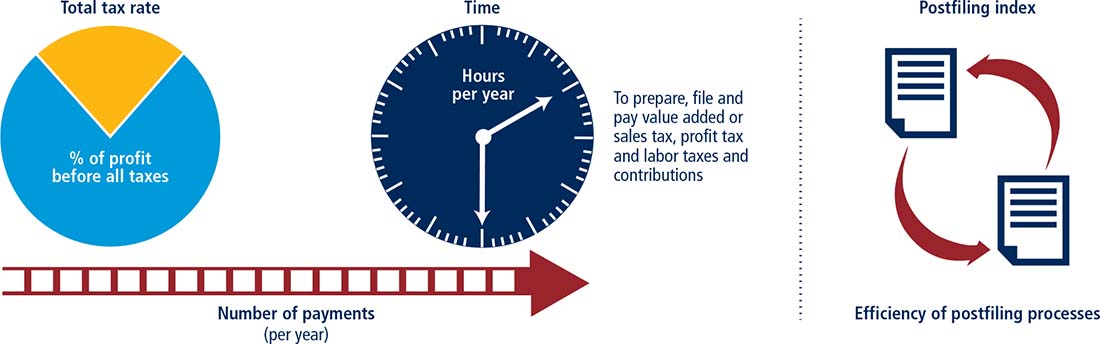 Total tax rate
% of profit
before all taxes
Time
Hours
per year
To prepare, file and
pay value added or
sales tax, profit tax
and labor taxes and
contributions
Number of payments
(per year)
Postfiling index
Efficiency of postfiling processes